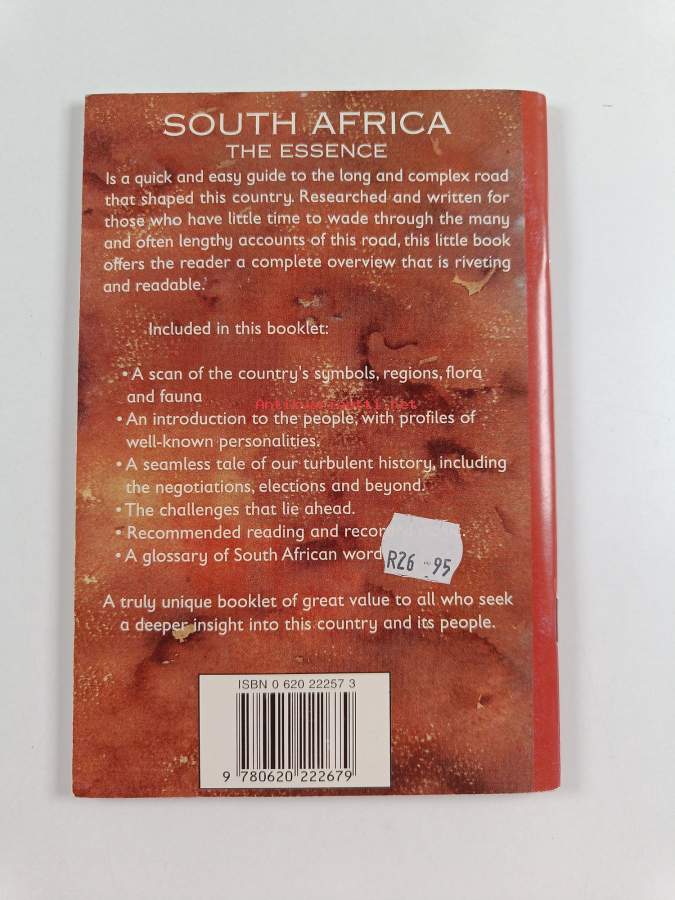 SOUTH AFRICA
THE ESSENCE
Is a quick and easy guide to the long and complex road
that shaped this country. Researched and written for
those who have little time to wade through the many
and often lengthy accounts of this road, this little book
offers the reader a complete overview that is riveting
and readable.
Included in this booklet:
• A scan of the country's symbols, regions, flora
and fauna
• An introduction to the people, with profiles of
well-known personalities.
• A seamless tale of our turbulent history, including
the negotiations, elections and beyond.
• The challenges that lie ahead.
• Recommended reading and
• A glossary of South African
R26 - 95
A truly unique booklet of great value to all who seek
a deeper insight into this country and its people.
ISBN 0 620 22257 3
9 780620 222679